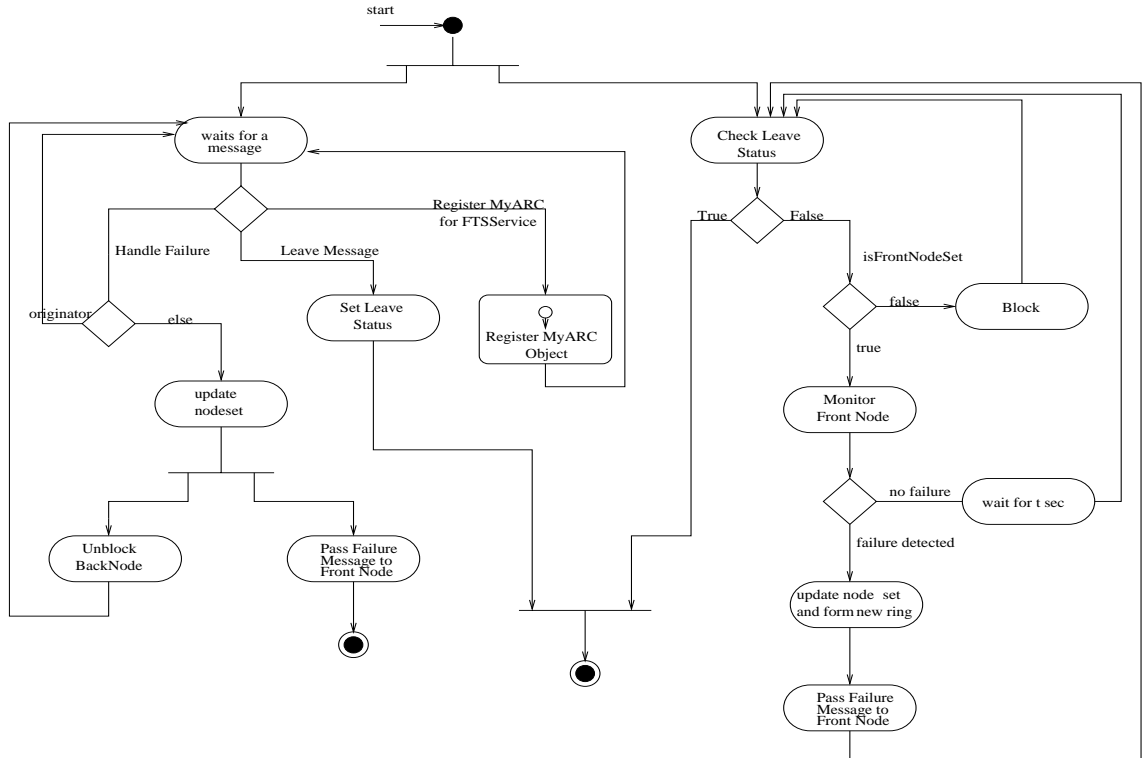 start
waits for a
message
Check Leave
Status
Register MyARC
for FTSService
True
False
Handle Failure
Leave Message
isFrontNodeSet
originator
else
Set Leave
Status
Register MyARC
Object
false
Block
true
update
nodeset
Monitor
Front Node
no failure
wait for t sec
failure detected
Unblock
BackNode
Pass Failure
Message to
Front Node
update node set
and form new ring
Pass Failure
Message to
Front Node